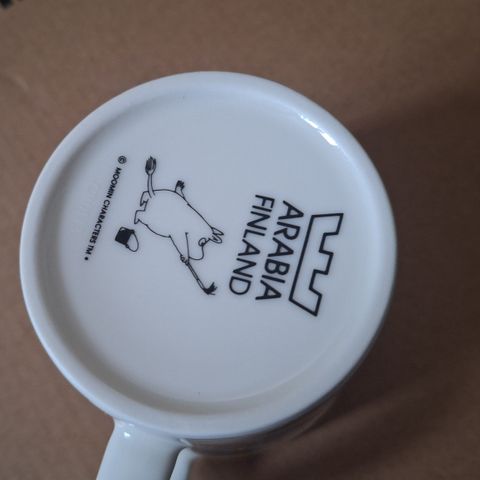 ARABIA
FINLAND
© MOOMIN CHARACTERS TM